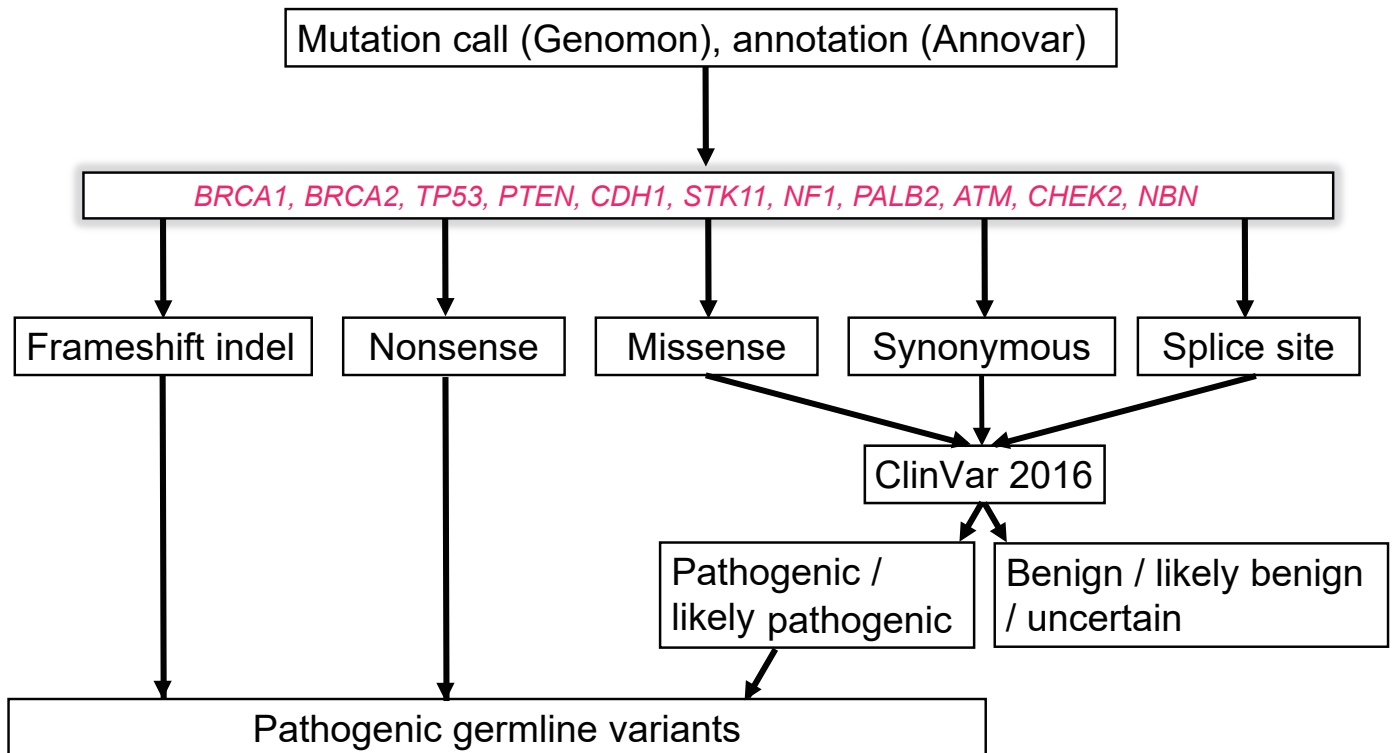 Mutation call (Genomon), annotation (Annovar)
BRCA1, BRCA2, TP53, PTEN, CDH1, STK11, NF1, PALB2, ATM, CHEK2, NBN
Frameshift indel
Nonsense
Missense
Synonymous
Splice site
ClinVar 2016
Pathogenic /
likely pathogenic
Benign / likely benign
/ uncertain
Pathogenic germline variants